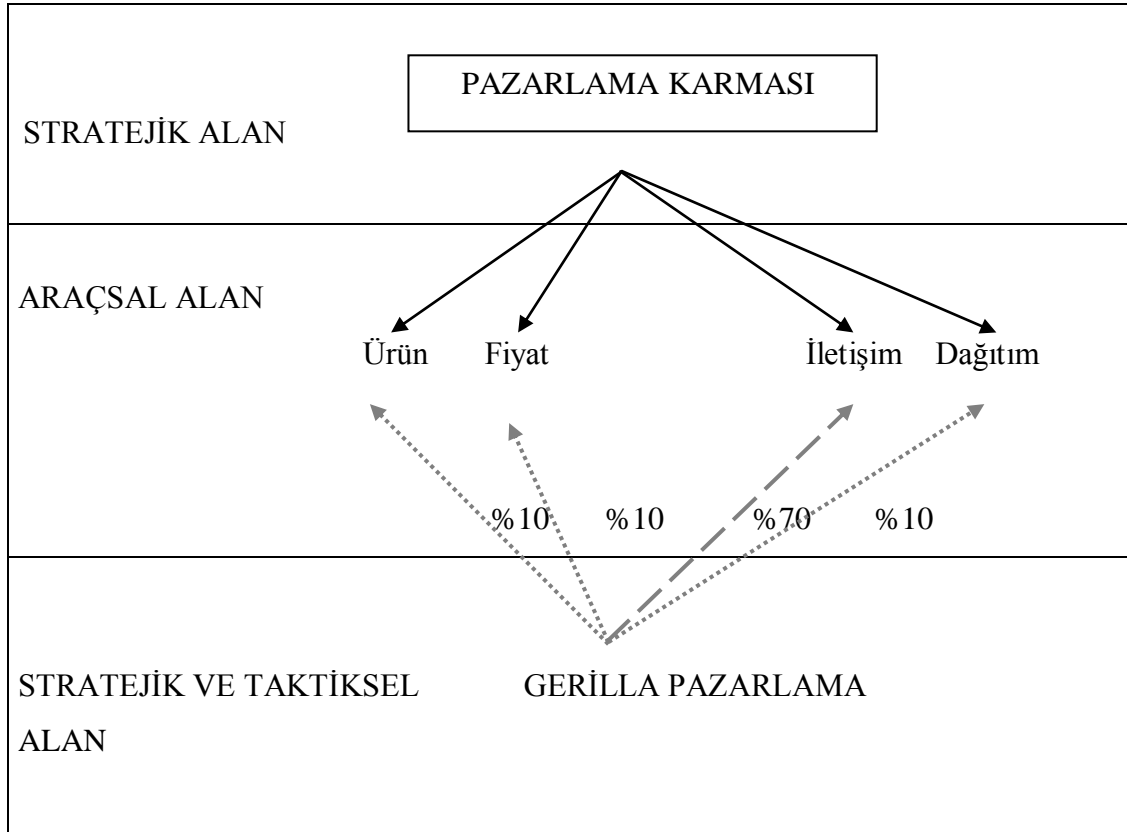 PAZARLAMA KARMASI
STRATEJİK ALAN
ARAÇSAL ALAN
Ürün Fiyat İletişim Dağıtım
%10 %10 %70 %10
STRATEJİK VE TAKTİKSEL GERİLLA PAZARLAMA
ALAN